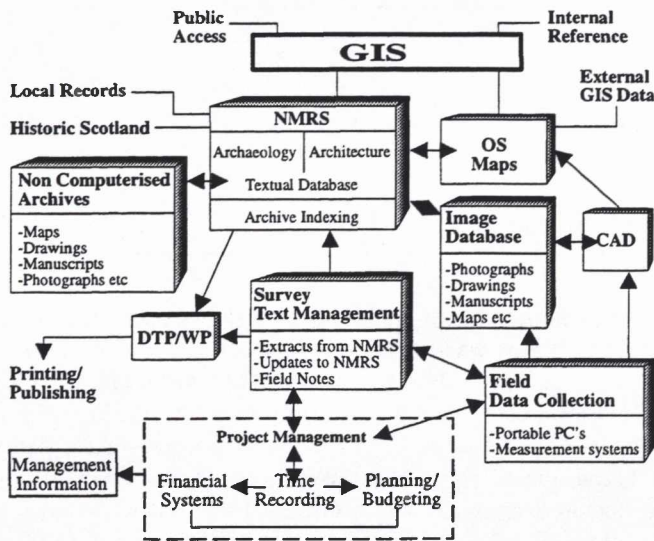 Public
Access
Internal
Reference
GIS
External
GIS Data
Local Records
Historic Scotland
NMRS
Archaeology
Architecture
Textual Database
Archive Indexing
OS
Maps
Non Computerised
Archives
-Maps
-Drawings
-Manuscripts
-Photographs etc
Image
Database
-Photographs
-Drawings
-Manuscripts
-Maps etc
CAD
Survey
Text Management
-Extracts from NMRS
-Updates to NMRS
-Field Notes
DTP/WP
Printing/
Publishing
Field
Data Collection
-Portable PC's
-Measurement systems
Project Management
Management
Information
Financial
Systems
Time
Recording
Planning/
Budgeting